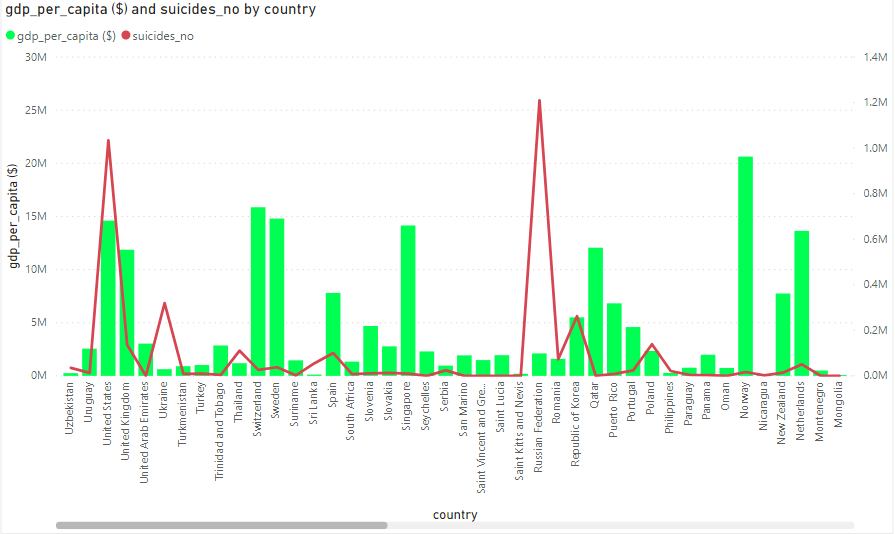 gdp_per_capita ($) and suicides_no by country
gdp_per_capita ($) suicides_no
30M
25M
20M
15M
10M
5M
0M
gdp_per_capita ($)
1.4M
1.2M
1.0M
0.8M
0.6M
0.4M
0.2M
0.0M
Uzbekistan
Uruguay
United States
United Kingdom
United Arab Emirates
Ukraine
Turkmenistan
Turkey
Trinidad and Tobago
Thailand
Switzerland
Sweden
Suriname
Sri Lanka
Spain
South Africa
Slovenia
Slovakia
Singapore
Seychelles
Serbia
San Marino
Saint Vincent and Gre...
Saint Lucia
Saint Kitts and Nevis
Russian Federation
Romania
Republic of Korea
Qatar
Puerto Rico
Portugal
Poland
Philippines
Paraguay
Panama
Oman
Norway
Nicaragua
New Zealand
Netherlands
Montenegro
Mongolia
country